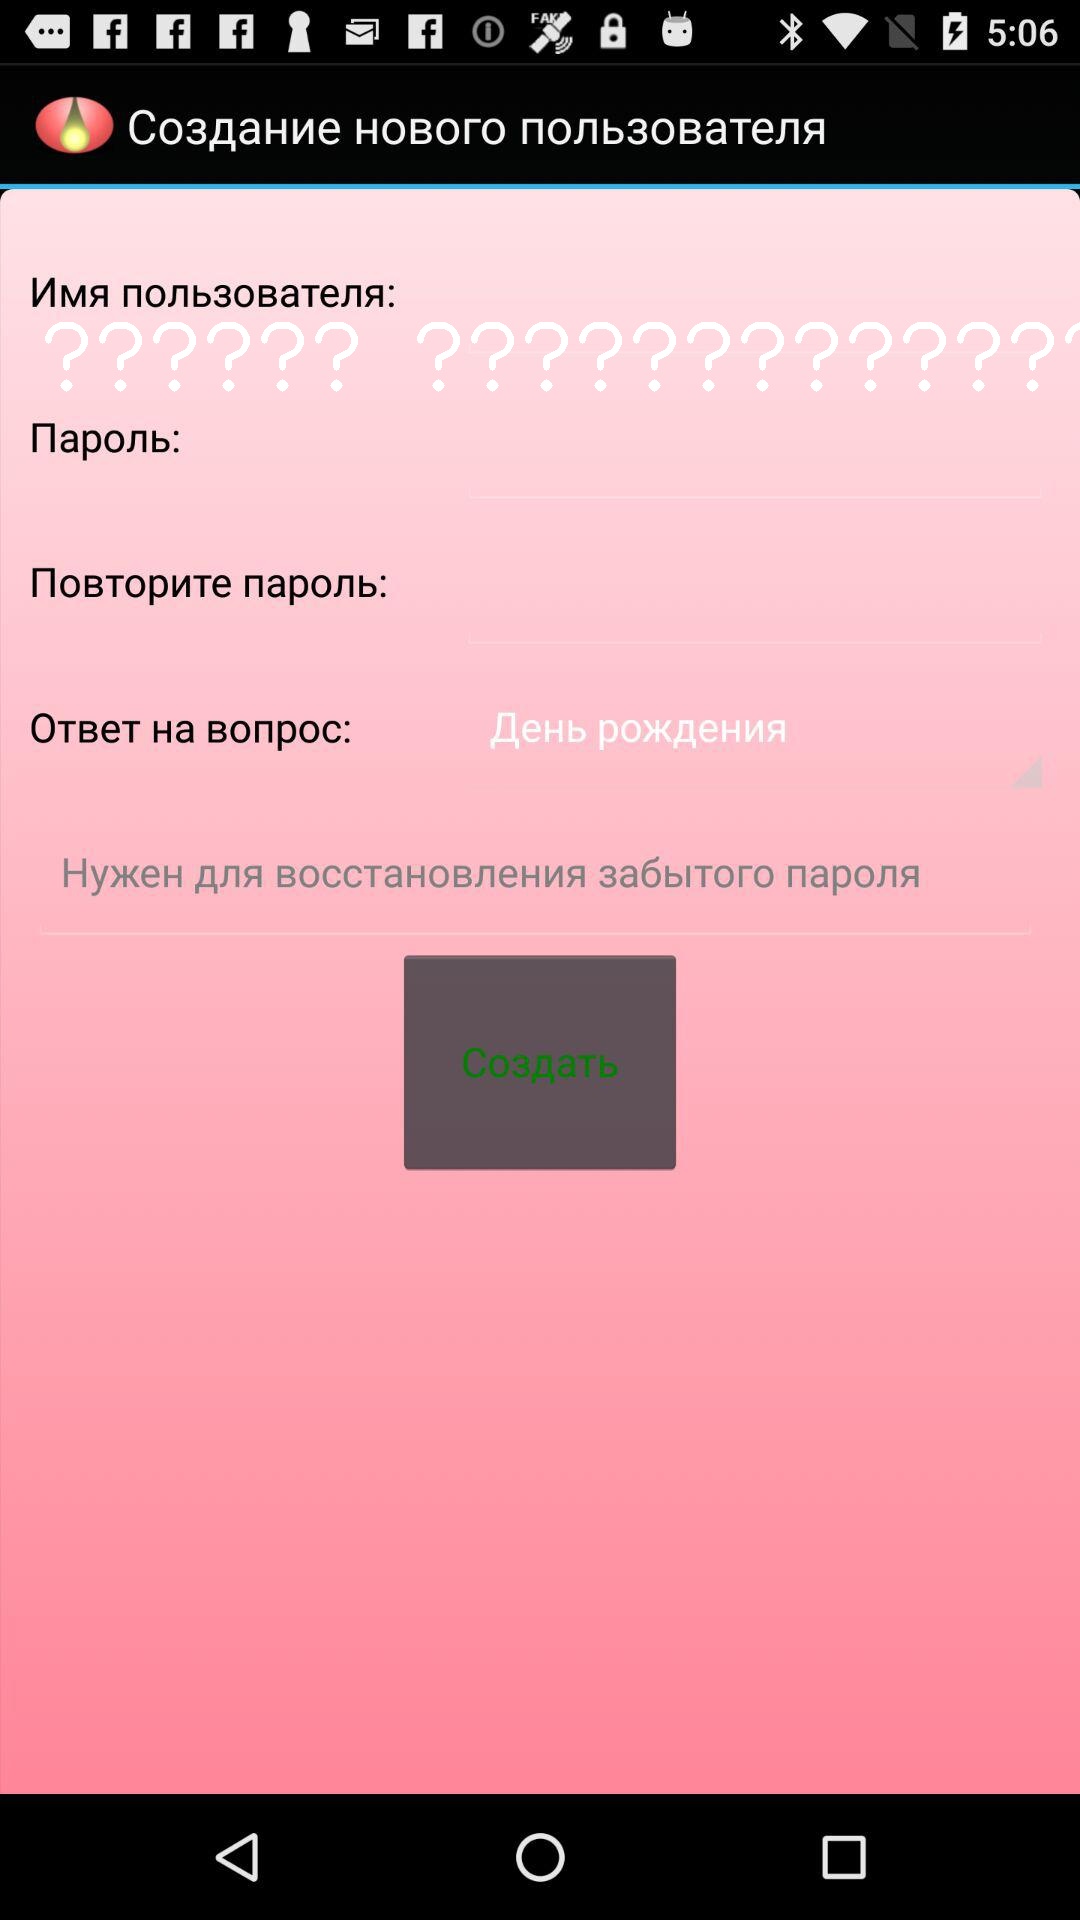 FAKE 5:06
Создание нового пользователя
Имя пользователя:
?????? ?????????????
Пароль:
Повторите пароль:
Ответ на вопрос: День рождения
Нужен для восстановления забытого пароля
Создать